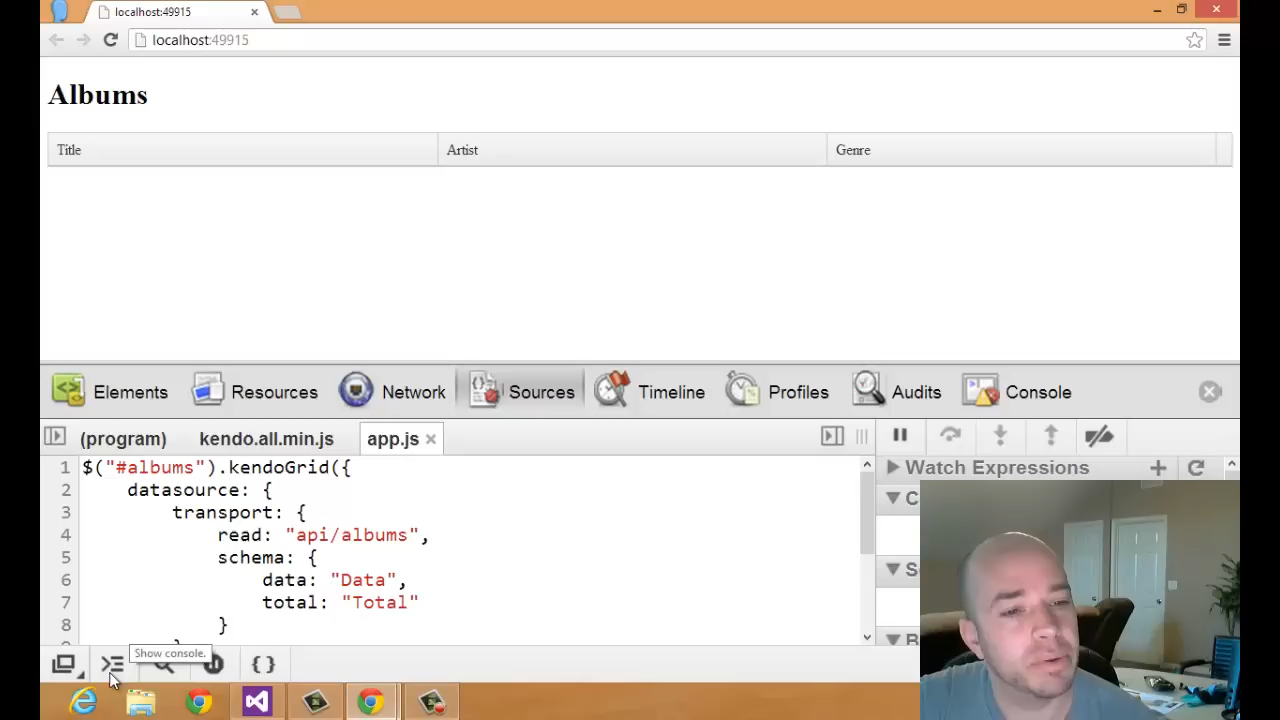 localhost:49915
localhost:49915
Albums
Title Artist Genre
Elements Resources Network Sources Timeline Profiles Audits Console
(program) kendo.all.min.js app.js
Watch Expressions
1 $("#albums").kendoGrid({
2 datasource: {
3 transport: {
4 read: "api/albums",
5 schema: {
6 data: "Data",
7 total: "Total"
8 }
Show console.